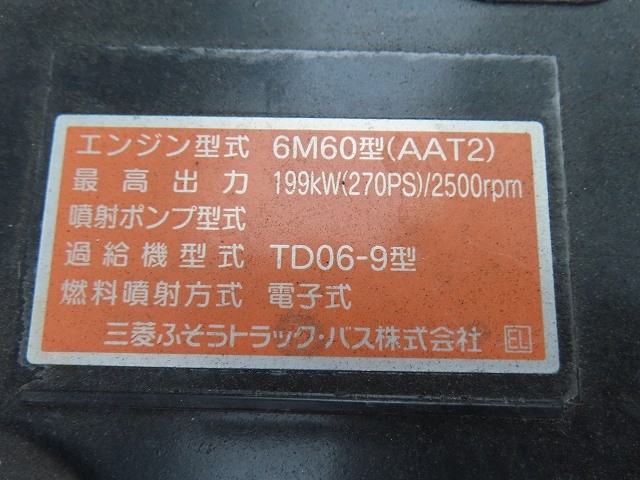 エンジン型式 6M60型(AAT2)
最高出力 199kW(270PS)/2500rpm
噴射ポンプ型式
過給機型式 TD06-9型
燃料噴射方式 電子式
三菱ふそうトラック・バス株式会社 EL